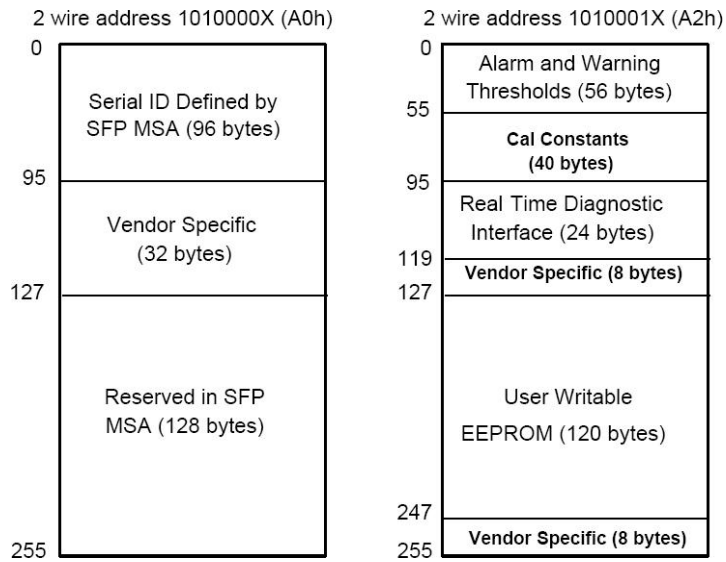 2 wire address 1010000X (A0h)
0
Serial ID Defined by
SFP MSA (96 bytes)
95
Vendor Specific
(32 bytes)
127
Reserved in SFP
MSA (128 bytes)
255
2 wire address 1010001X (A2h)
0
Alarm and Warning
Thresholds (56 bytes)
55
Cal Constants
(40 bytes)
95
Real Time Diagnostic
Interface (24 bytes)
119
Vendor Specific (8 bytes)
127
User Writable
EEPROM (120 bytes)
247
Vendor Specific (8 bytes)
255